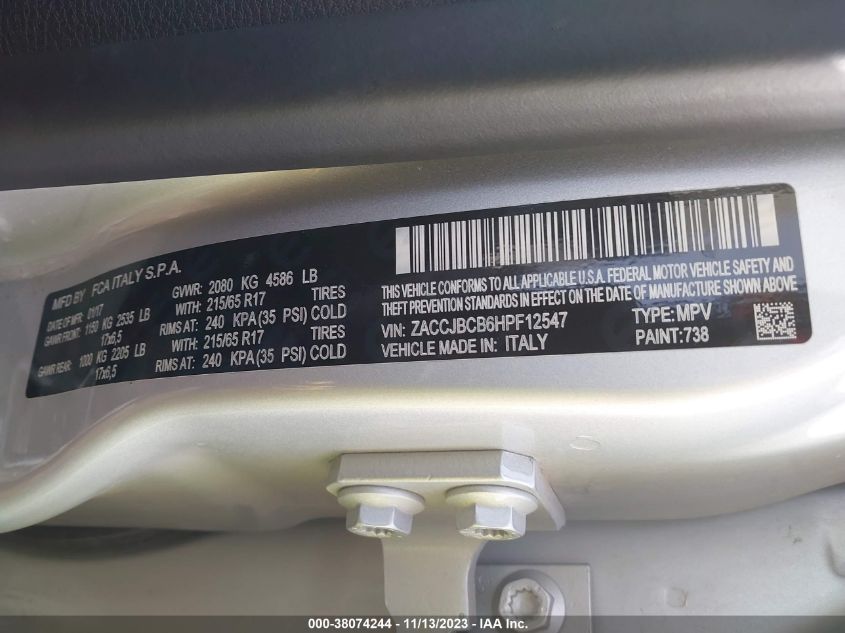 MFD BY FCA ITALY S.P.A.
DATE OF MFR. 01/17 GVWR: 2080 KG 4586 LB
GAWR FRONT: 1150 KG 2535 LB WITH: 215/65 R17 TIRES
17x6,5 RIMS AT: 240 KPA(35 PSI) COLD
GAWR REAR: 1000 KG 2205 LB WITH: 215/65 R17 TIRES
17x6,5 RIMS AT: 240 KPA(35 PSI) COLD
THIS VEHICLE CONFORMS TO ALL APPLICABLE U.S.A. FEDERAL MOTOR VEHICLE SAFETY AND
THEFT PREVENTION STANDARDS IN EFFECT ON THE DATE OF MANUFACTURE SHOWN ABOVE
VIN: ZACCJBCB6HPF12547 TYPE: MPV
VEHICLE MADE IN: ITALY PAINT:738
000-38074244 - 11/13/2023 - IAA Inc.